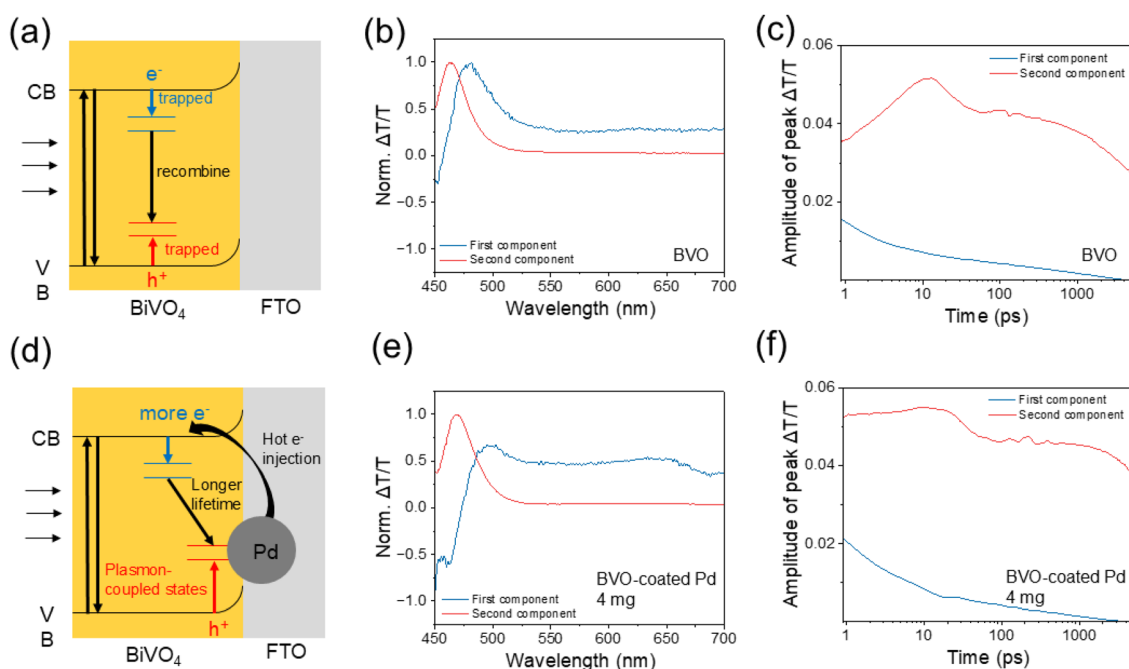 (a)
CB
e-
trapped
recombine
trapped
h+
V
B
BiVO4
FTO
(b)
Norm. ΔT/T
1.0
0.5
0.0
−0.5
−1.0
First component
Second component
BVO
450
500
550
600
650
700
Wavelength (nm)
(c)
Amplitude of peak ΔT/T
0.06
0.04
0.02
First component
Second component
BVO
1
10
100
1000
Time (ps)
(d)
CB
more e-
Hot e-
injection
Longer
lifetime
Pd
Plasmon-
coupled states
h+
V
B
BiVO4
FTO
(e)
Norm. ΔT/T
1.0
0.5
0.0
−0.5
−1.0
BVO-coated Pd
4 mg
First component
Second component
450
500
550
600
650
700
Wavelength (nm)
(f)
Amplitude of peak ΔT/T
0.06
0.04
0.02
First component
Second component
BVO-coated Pd
4 mg
1
10
100
1000
Time (ps)